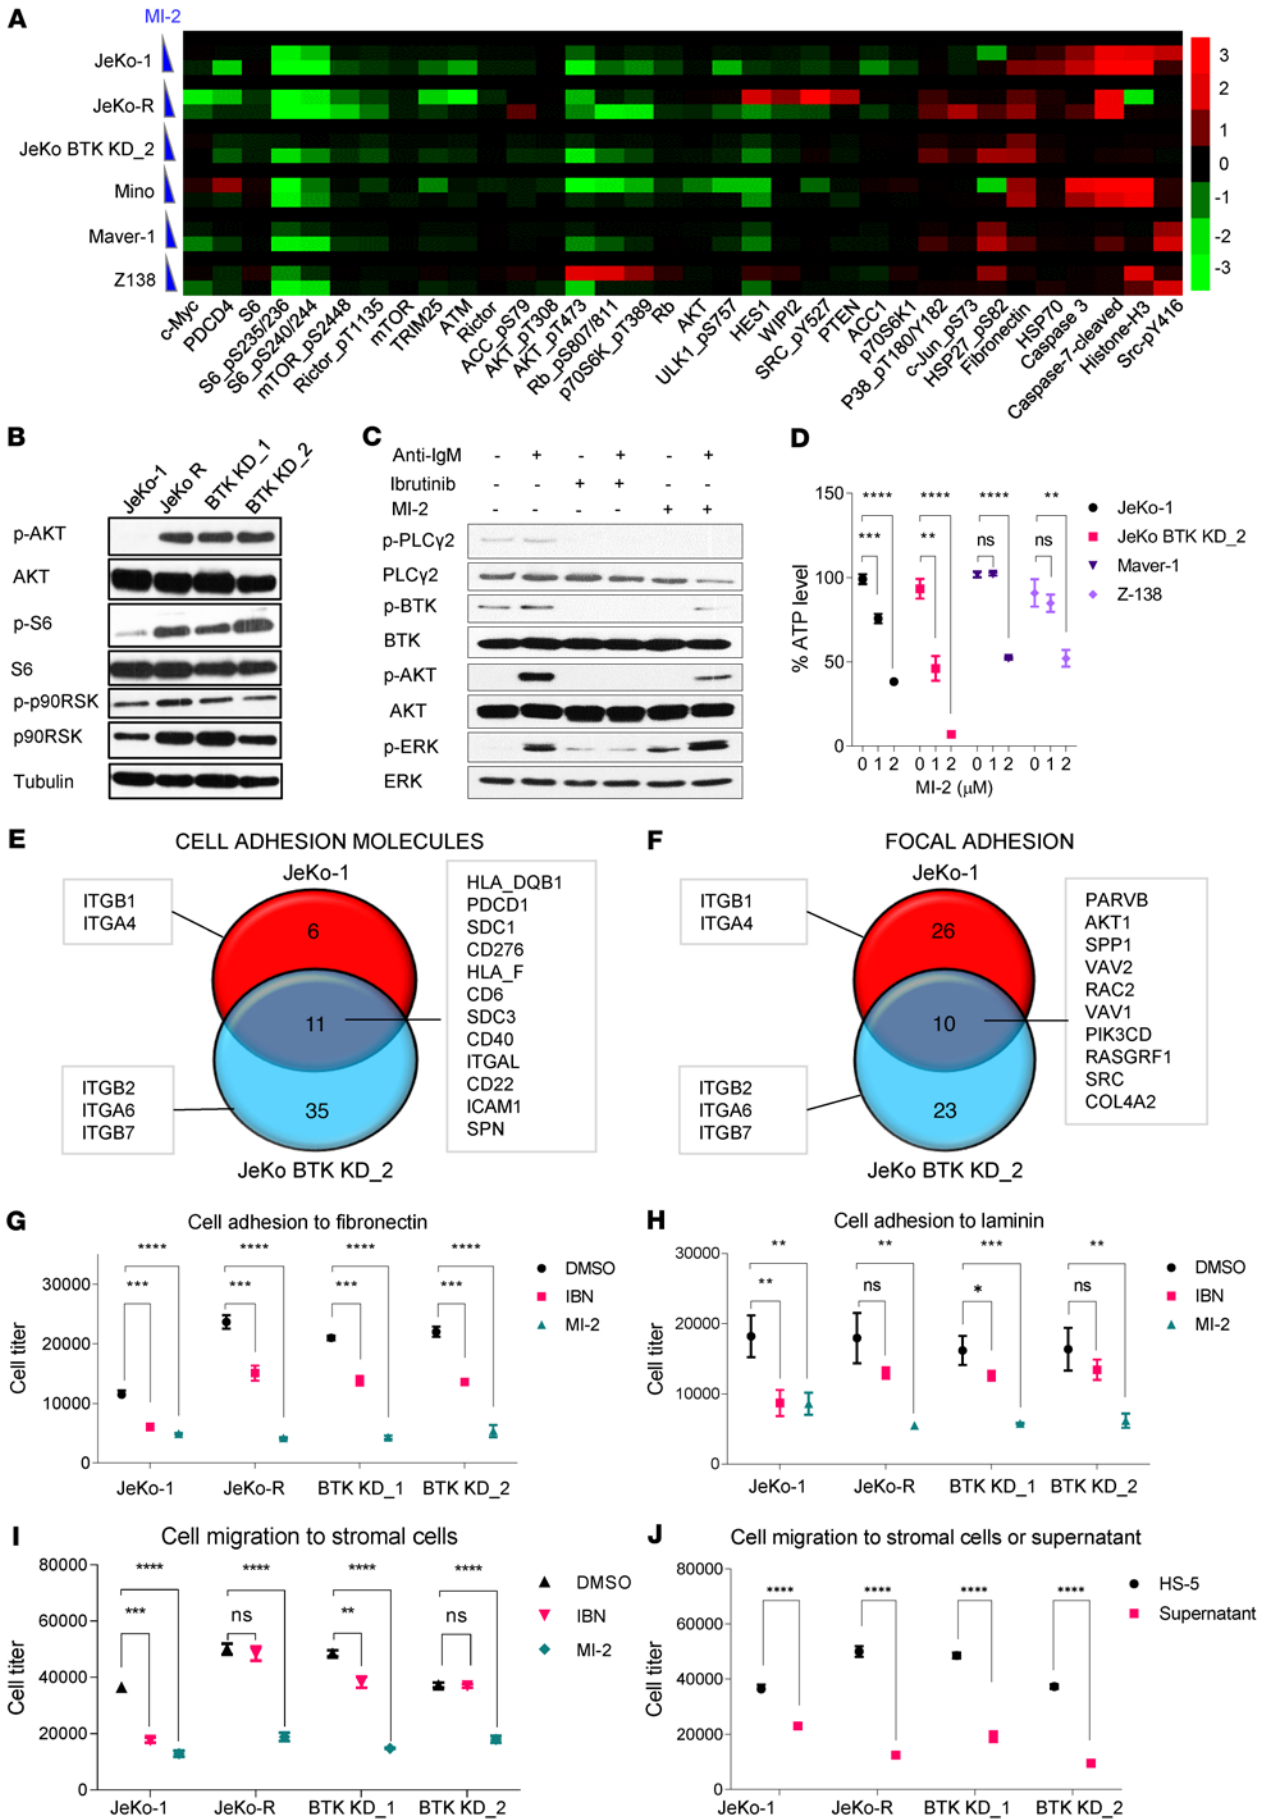 A
MI-2
JeKo-1
JeKo-R
JeKo BTK KD_2
Mino
Maver-1
Z138
3
2
1
0
-1
-2
-3
c-Myc
PDCD4
S6
S6_pS235/236
S6_pS240/244
mTOR_pS2448
Rictor_pT1135
mTOR
TRIM25
ATM
Rictor
ACC_pS79
AKT_pT308
AKT_pT473
Rb_pS807/811
p70S6K_pT389
Rb
AKT
ULK1_pS757
HES1
WIPI2
SRC_pY527
PTEN
ACC1
p70S6K1
P38_pT180/Y182
c-Jun_pS73
HSP27_pS82
Fibronectin
HSP70
Caspase 3
Caspase-7-cleaved
Histone-H3
Src-pY416
B
JeKo-1
JeKo R
BTK KD_1
BTK KD_2
p-AKT
AKT
p-S6
S6
p-p90RSK
p90RSK
Tubulin
C
Anti-IgM - + - + - +
Ibrutinib - - + + - -
MI-2 - - - - + +
p-PLCγ2
PLCγ2
p-BTK
BTK
p-AKT
AKT
p-ERK
ERK
D
150
100
50
0
% ATP level
**** **** **** **
*** ** ns ns
0 1 2 0 1 2 0 1 2 0 1 2
MI-2 (μM)
JeKo-1
JeKo BTK KD_2
Maver-1
Z-138
E
CELL ADHESION MOLECULES
JeKo-1
ITGB1
ITGA4
6
11
35
ITGB2
ITGA6
ITGB7
JeKo BTK KD_2
HLA_DQB1
PDCD1
SDC1
CD276
HLA_F
CD6
SDC3
CD40
ITGAL
CD22
ICAM1
SPN
F
FOCAL ADHESION
JeKo-1
ITGB1
ITGA4
26
10
23
ITGB2
ITGA6
ITGB7
JeKo BTK KD_2
PARVB
AKT1
SPP1
VAV2
RAC2
VAV1
PIK3CD
RASGRF1
SRC
COL4A2
G
Cell adhesion to fibronectin
**** **** **** ****
*** *** *** ***
30000
20000
10000
0
Cell titer
JeKo-1 JeKo-R BTK KD_1 BTK KD_2
DMSO
IBN
MI-2
H
Cell adhesion to laminin
** ** *** **
** ns * ns
30000
20000
10000
0
Cell titer
JeKo-1 JeKo-R BTK KD_1 BTK KD_2
DMSO
IBN
MI-2
I
Cell migration to stromal cells
**** **** **** ****
*** ns ** ns
80000
60000
40000
20000
0
Cell titer
JeKo-1 JeKo-R BTK KD_1 BTK KD_2
DMSO
IBN
MI-2
J
Cell migration to stromal cells or supernatant
**** **** **** ****
80000
60000
40000
20000
0
Cell titer
JeKo-1 JeKo-R BTK KD_1 BTK KD_2
HS-5
Supernatant